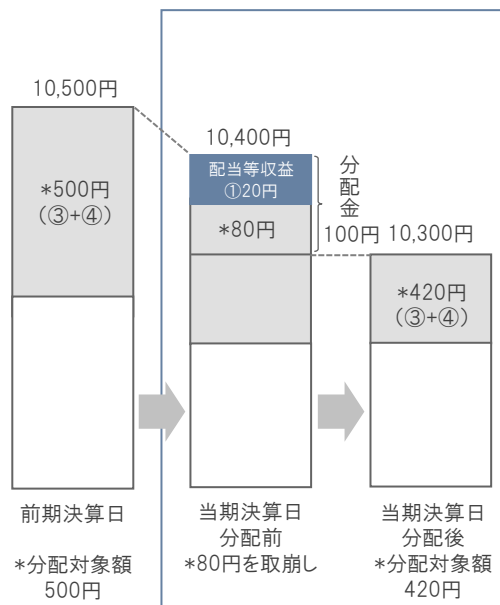 10,500円
*500円
(③+④)
前期決算日
*分配対象額
500円
10,400円
配当等収益
①20円
*80円
分配金
100円
当期決算日
分配前
*80円を取崩し
10,300円
*420円
(③+④)
当期決算日
分配後
*分配対象額
420円